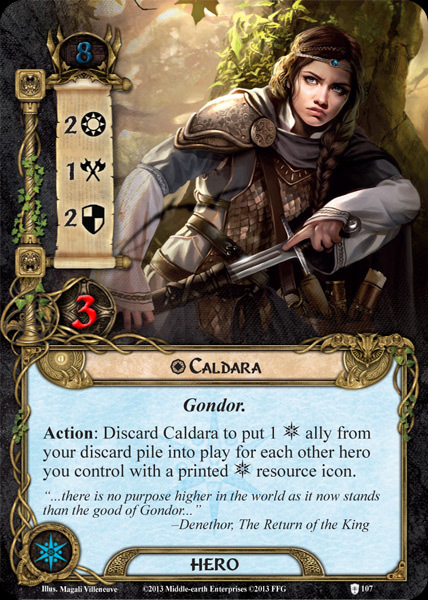 8
2
1
2
3
CALDARA
Gondor.
Action: Discard Caldara to put 1 ally from
your discard pile into play for each other hero
you control with a printed resource icon.
“...there is no purpose higher in the world as it now stands
than the good of Gondor...”
–Denethor, The Return of the King
HERO
Illus. Magali Villeneuve ©2013 Middle-earth Enterprises ©2013 FFG 107